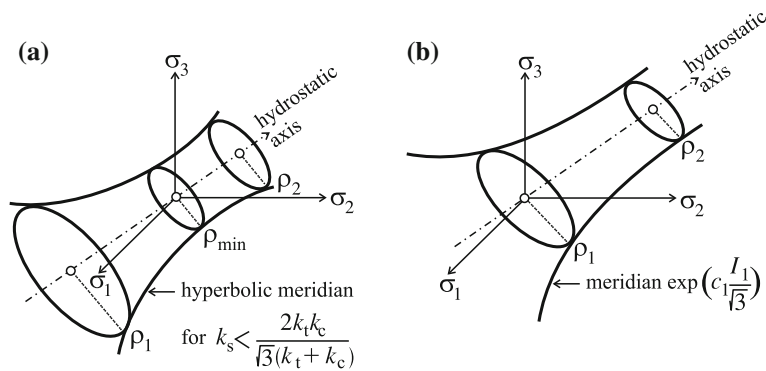 (a)
σ3
hydrostatic
axis
ρ2
σ2
ρmin
σ1
hyperbolic meridian
ρ1
for ks< 2ktkc/√3(kt + kc)
(b)
σ3
hydrostatic
axis
ρ2
σ2
ρ1
σ1
meridian exp(c1 I1/√3)